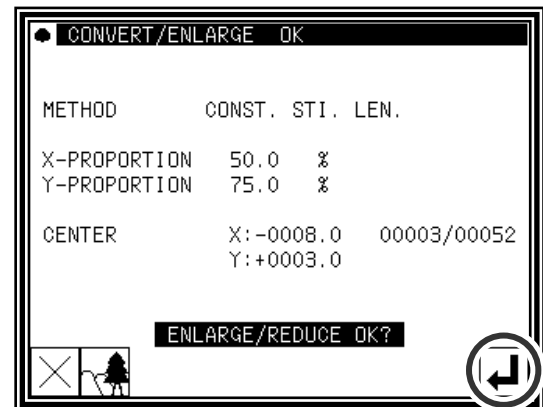 CONVERT/ENLARGE OK
METHOD CONST. STI. LEN.
X-PROPORTION 50.0 %
Y-PROPORTION 75.0 %
CENTER X:-0008.0 00003/00052
Y:+0003.0
ENLARGE/REDUCE OK?